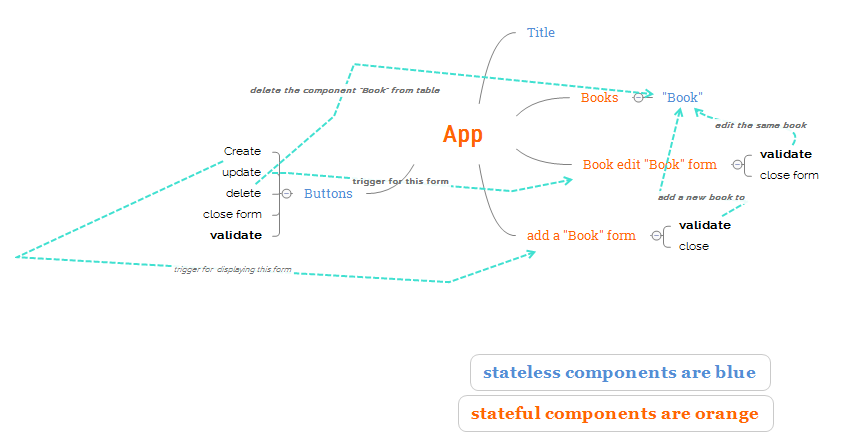 Title
delete the component "Book" from table
Books
"Book"
edit the same book
App
Create
validate
update
Book edit "Book" form
close form
trigger for this form
delete
Buttons
add a new book to
close form
validate
validate
add a "Book" form
close
trigger for displaying this form
stateless components are blue
stateful components are orange